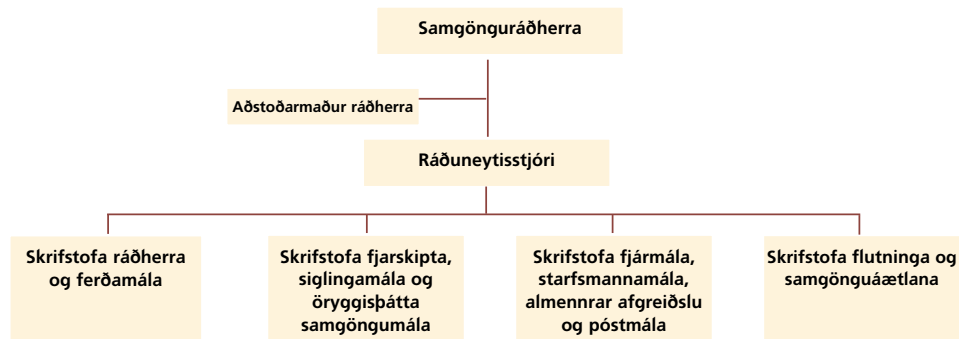 Samgönguráðherra
Aðstoðarmaður ráðherra
Ráðuneytisstjóri
Skrifstofa ráðherra
og ferðamála
Skrifstofa fjarskipta,
siglingamála og
öryggisþátta
samgöngumála
Skrifstofa fjármála,
starfsmannamála,
almennrar afgreiðslu
og póstmála
Skrifstofa flutninga og
samgönguáætlana